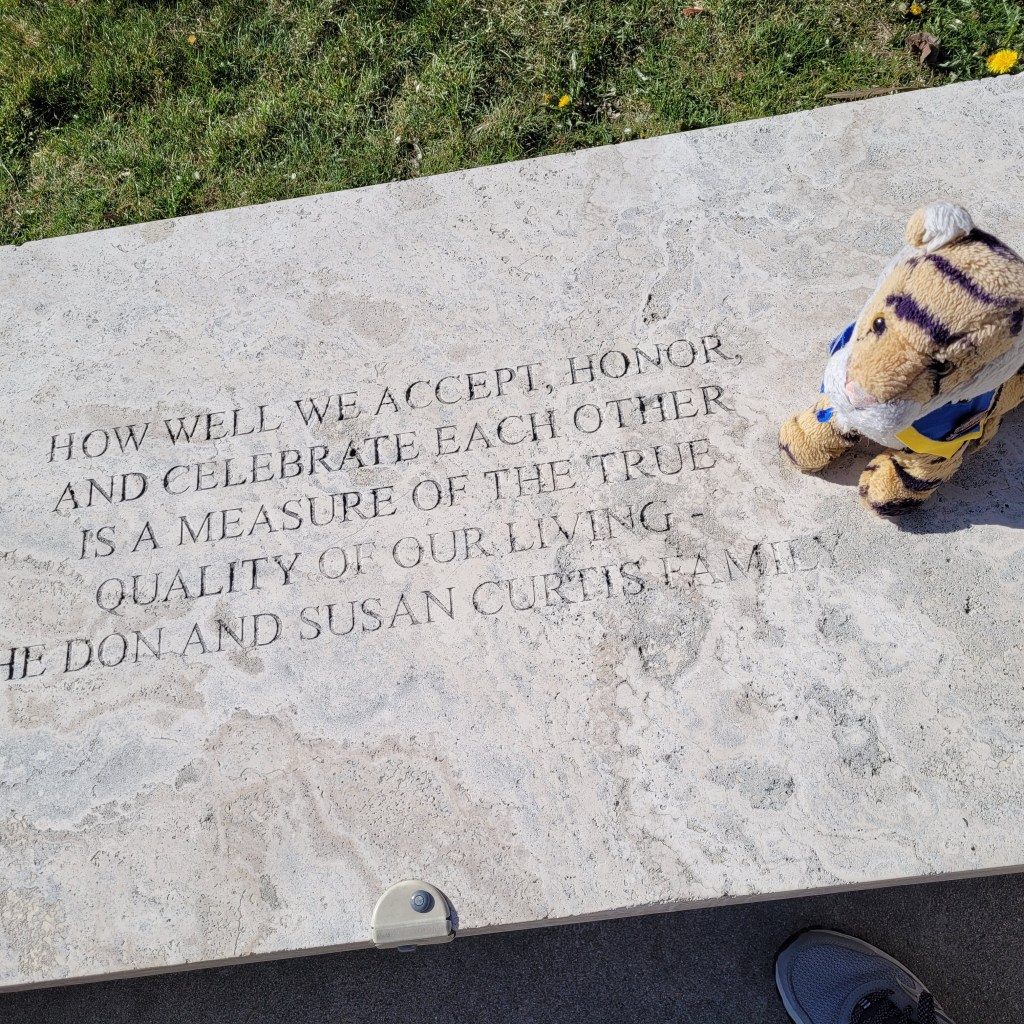 HOW WELL WE ACCEPT, HONOR,
AND CELEBRATE EACH OTHER
IS A MEASURE OF THE TRUE
QUALITY OF OUR LIVING -
HE DON AND SUSAN CURTIS FAMILY